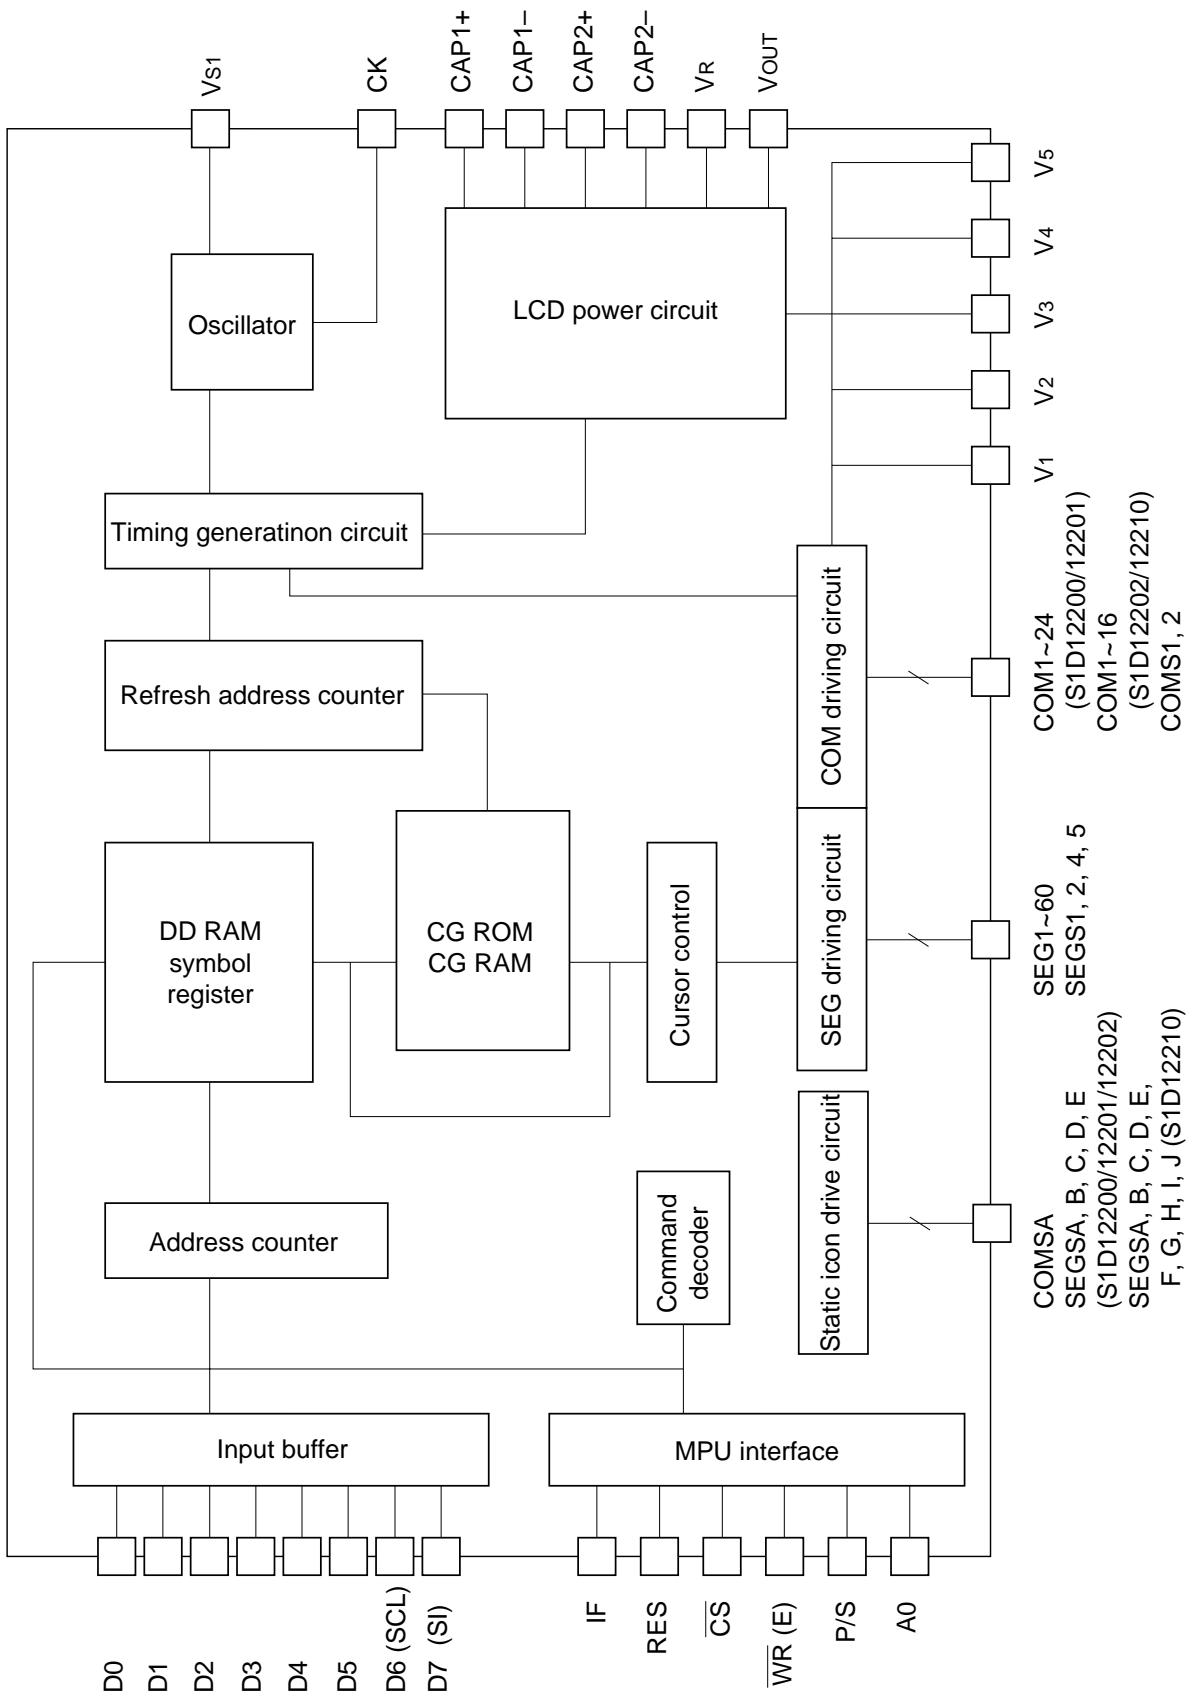 VS1
CK
CAP1+
CAP1–
CAP2+
CAP2–
VR
VOUT
V5
V4
V3
V2
V1
Oscillator
LCD power circuit
Timing generatinon circuit
Refresh address counter
COM driving circuit
COM1~24
(S1D12200/12201)
COM1~16
(S1D12202/12210)
COMS1, 2
DD RAM
symbol
register
CG ROM
CG RAM
Cursor control
SEG driving circuit
SEG1~60
SEGS1, 2, 4, 5
Address counter
Command
decoder
Static icon drive circuit
COMSA
SEGSA, B, C, D, E
(S1D12200/12201/12202)
SEGSA, B, C, D, E,
F, G, H, I, J (S1D12210)
Input buffer
MPU interface
D0
D1
D2
D3
D4
D5
D6 (SCL)
D7 (SI)
IF
RES
CS
WR (E)
P/S
A0